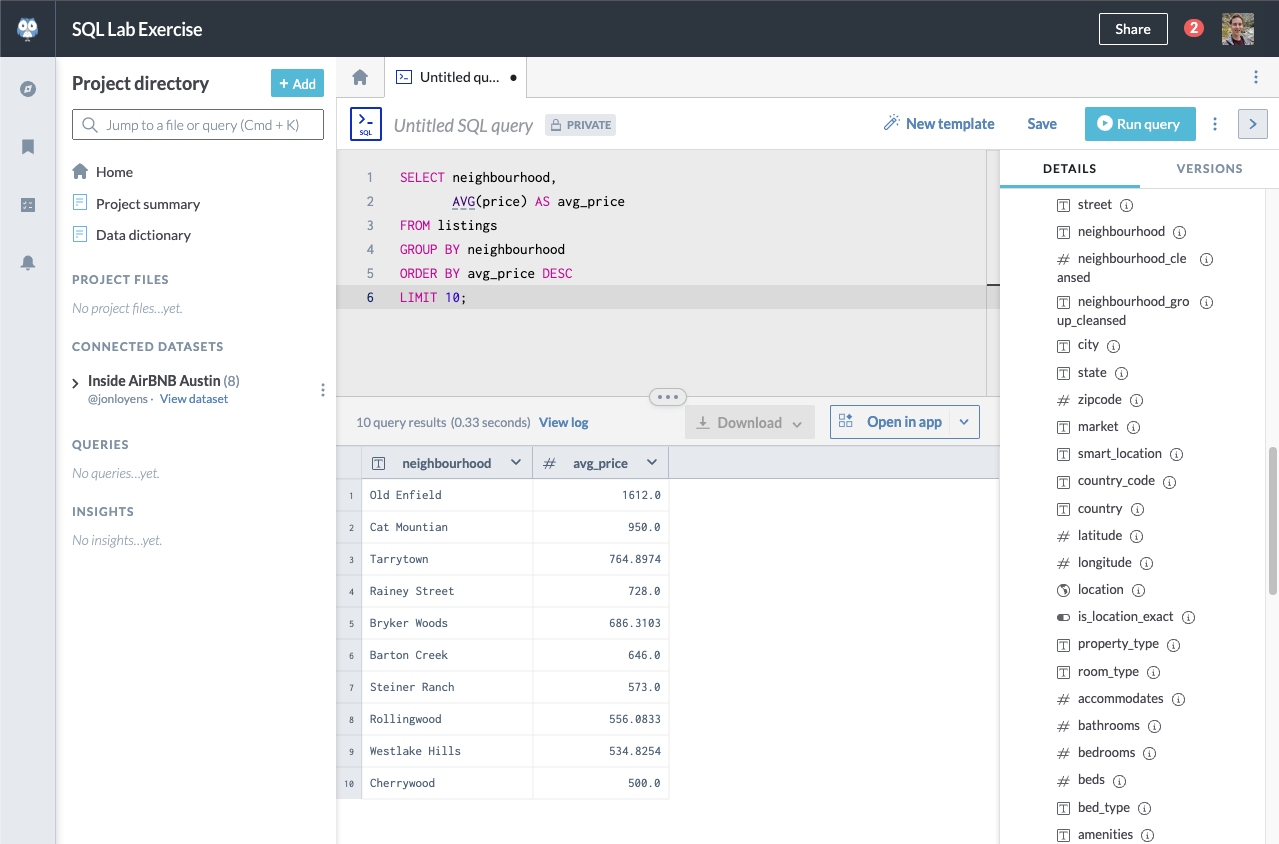 SQL Lab Exercise
Share
2
Project directory
+ Add
Jump to a file or query (Cmd + K)
Home
Project summary
Data dictionary
PROJECT FILES
No project files...yet.
CONNECTED DATASETS
Inside AirBNB Austin (8)
@jonloyens · View dataset
QUERIES
No queries...yet.
INSIGHTS
No insights...yet.
Untitled qu...
SQL
Untitled SQL query
PRIVATE
New template
Save
Run query
1 SELECT neighbourhood,
2 AVG(price) AS avg_price
3 FROM listings
4 GROUP BY neighbourhood
5 ORDER BY avg_price DESC
6 LIMIT 10;
10 query results (0.33 seconds) View log
Download
Open in app
T neighbourhood # avg_price
1 Old Enfield 1612.0
2 Cat Mountian 950.0
3 Tarrytown 764.8974
4 Rainey Street 728.0
5 Bryker Woods 686.3103
6 Barton Creek 646.0
7 Steiner Ranch 573.0
8 Rollingwood 556.0833
9 Westlake Hills 534.8254
10 Cherrywood 500.0
DETAILS
VERSIONS
T street
T neighbourhood
# neighbourhood_cle
ansed
T neighbourhood_gro
up_cleansed
T city
T state
# zipcode
T market
T smart_location
T country_code
T country
# latitude
# longitude
location
is_location_exact
T property_type
T room_type
# accommodates
# bathrooms
# bedrooms
# beds
T bed_type
T amenities